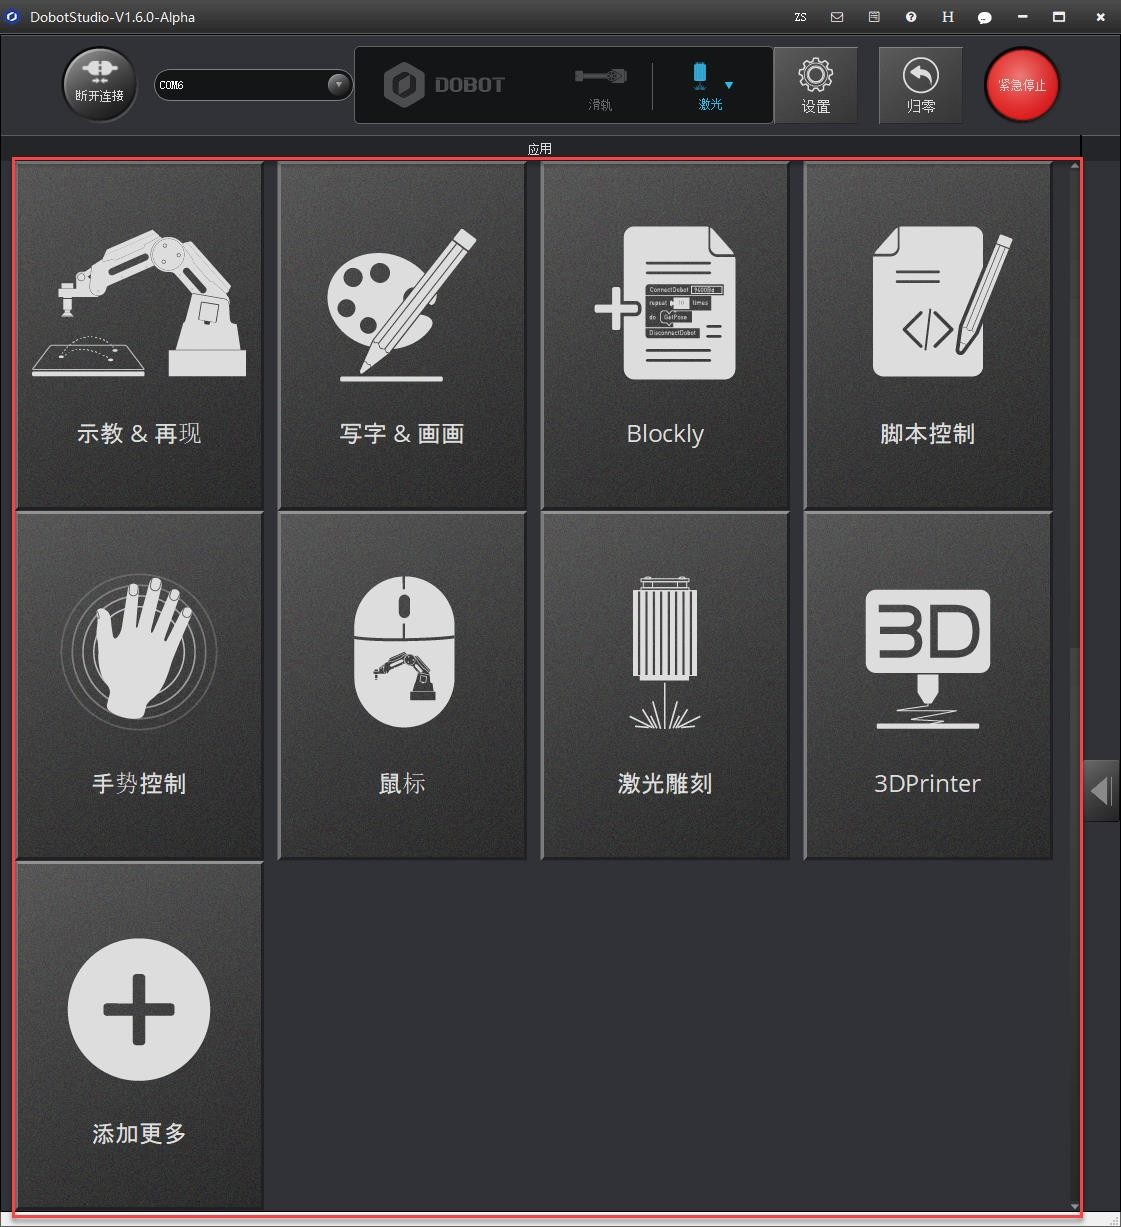 DobotStudio-V1.6.0-Alpha
ZS
H
断开连接
COM6
DOBOT
滑轨
激光
设置
归零
紧急停止
应用
示教 & 再现
写字 & 画画
ConnectDobot 9600Bd
repeat 10 times
do GetPose
DisconnectDobot
Blockly
脚本控制
手势控制
鼠标
激光雕刻
3D
3DPrinter
添加更多